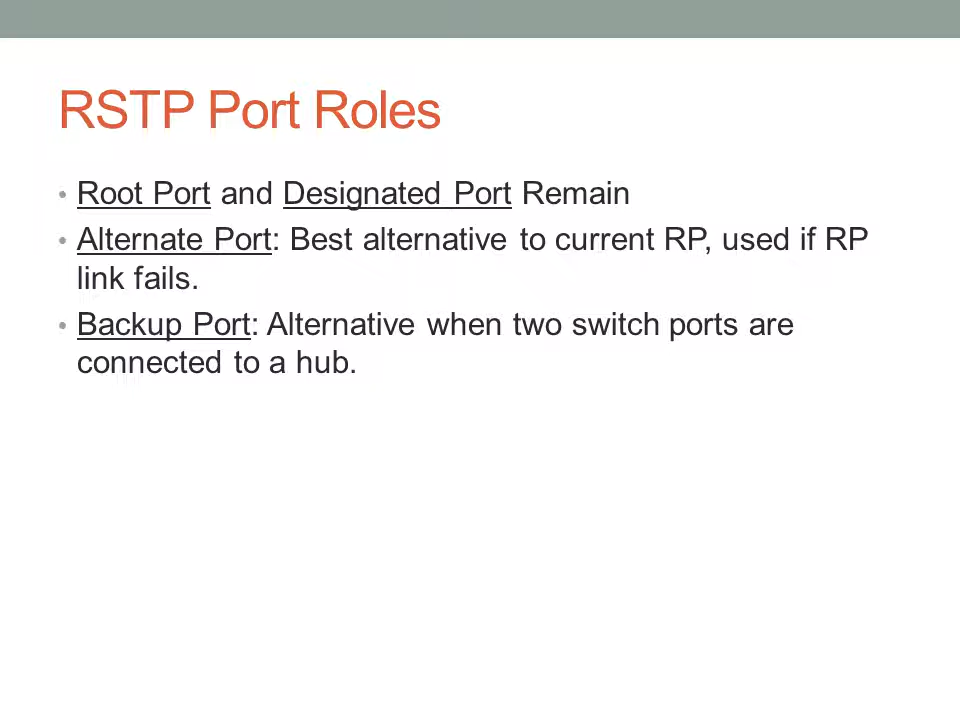 RSTP Port Roles
• Root Port and Designated Port Remain
• Alternate Port: Best alternative to current RP, used if RP
link fails.
• Backup Port: Alternative when two switch ports are
connected to a hub.